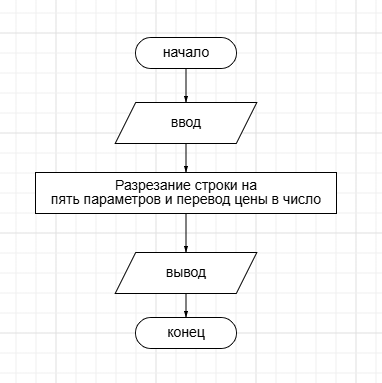 начало
ввод
Разрезание строки на
пять параметров и перевод цены в число
вывод
конец